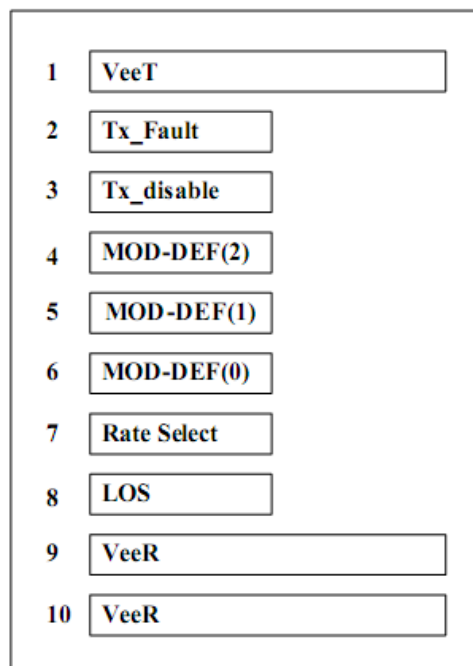 1 VeeT
2 Tx_Fault
3 Tx_disable
4 MOD-DEF(2)
5 MOD-DEF(1)
6 MOD-DEF(0)
7 Rate Select
8 LOS
9 VeeR
10 VeeR